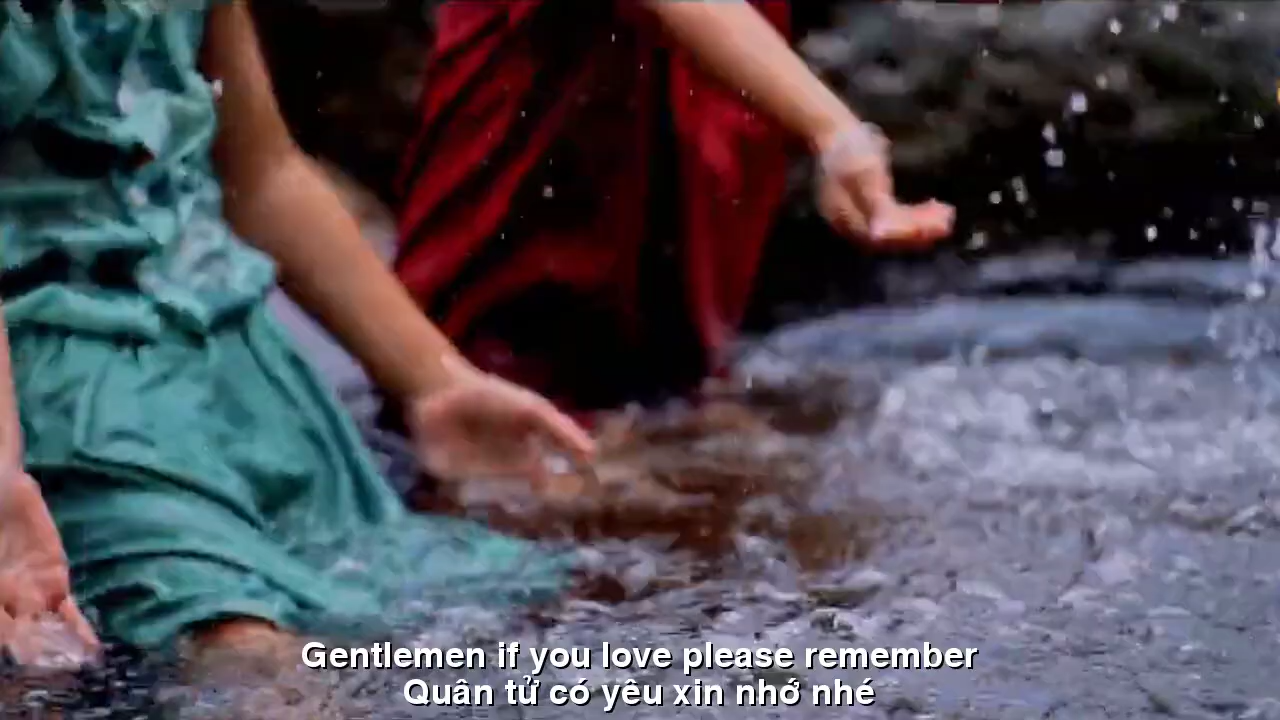 Gentlemen if you love please remember
Quân tử có yêu xin nhớ nhé